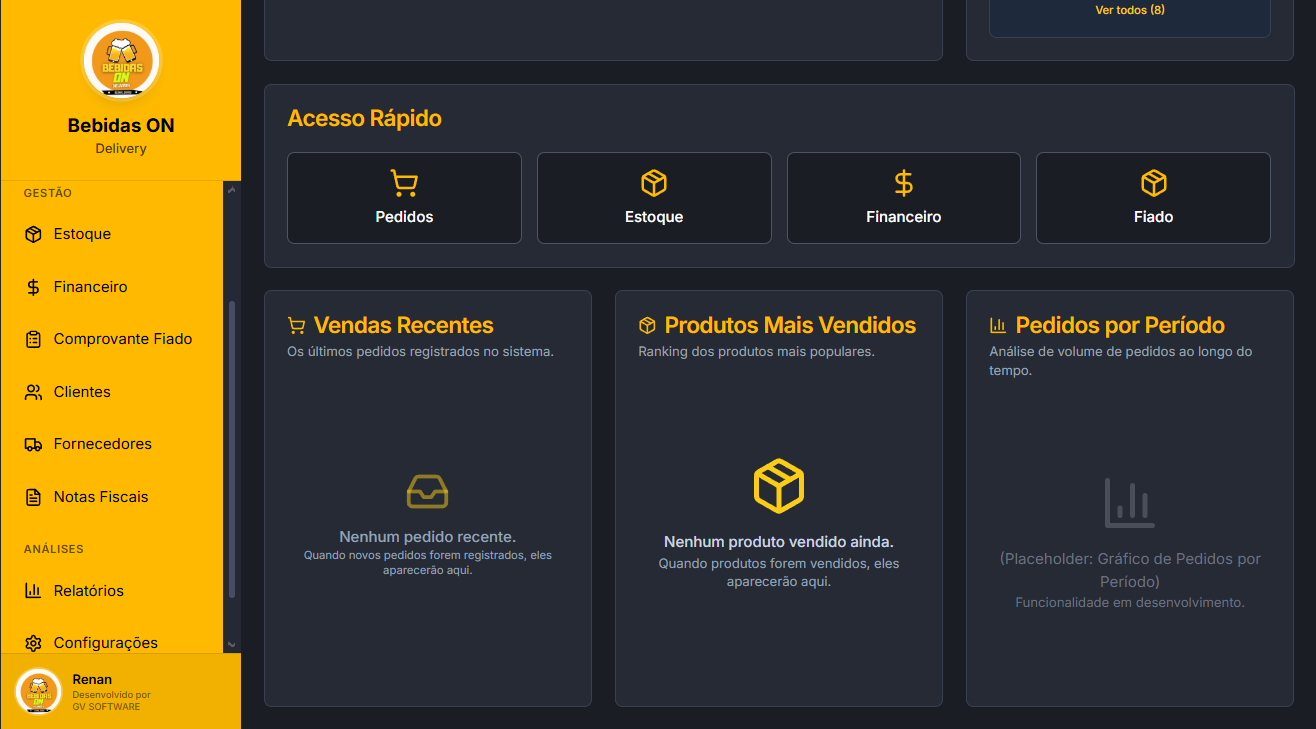 BEBIDAS
ON
Bebidas ON
Delivery
GESTÃO
Estoque
Financeiro
Comprovante Fiado
Clientes
Fornecedores
Notas Fiscais
ANÁLISES
Relatórios
Configurações
BEBIDAS
ON
Renan
Desenvolvido por
GV SOFTWARE
Ver todos (8)
Acesso Rápido
Pedidos
Estoque
Financeiro
Fiado
Vendas Recentes
Os últimos pedidos registrados no sistema.
Nenhum pedido recente.
Quando novos pedidos forem registrados, eles
aparecerão aqui.
Produtos Mais Vendidos
Ranking dos produtos mais populares.
Nenhum produto vendido ainda.
Quando produtos forem vendidos, eles
aparecerão aqui.
Pedidos por Período
Análise de volume de pedidos ao longo do
tempo.
(Placeholder: Gráfico de Pedidos por
Período)
Funcionalidade em desenvolvimento.